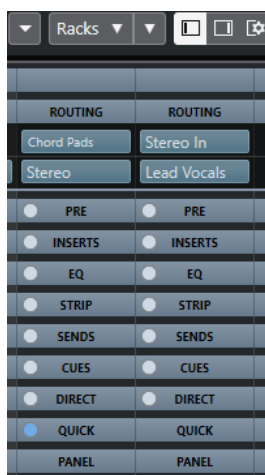 Racks
ROUTING ROUTING
Chord Pads Stereo In
Stereo Lead Vocals
PRE PRE
INSERTS INSERTS
EQ EQ
STRIP STRIP
SENDS SENDS
CUES CUES
DIRECT DIRECT
QUICK QUICK
PANEL PANEL